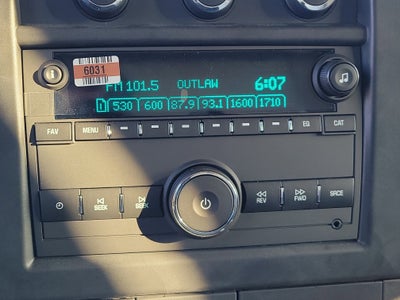 6031
FM 101.5 OUTLAW 6:07
1 530 600 87.9 93.1 1600 1710
FAV MENU EQ CAT
SEEK SEEK REV FWD SRCE